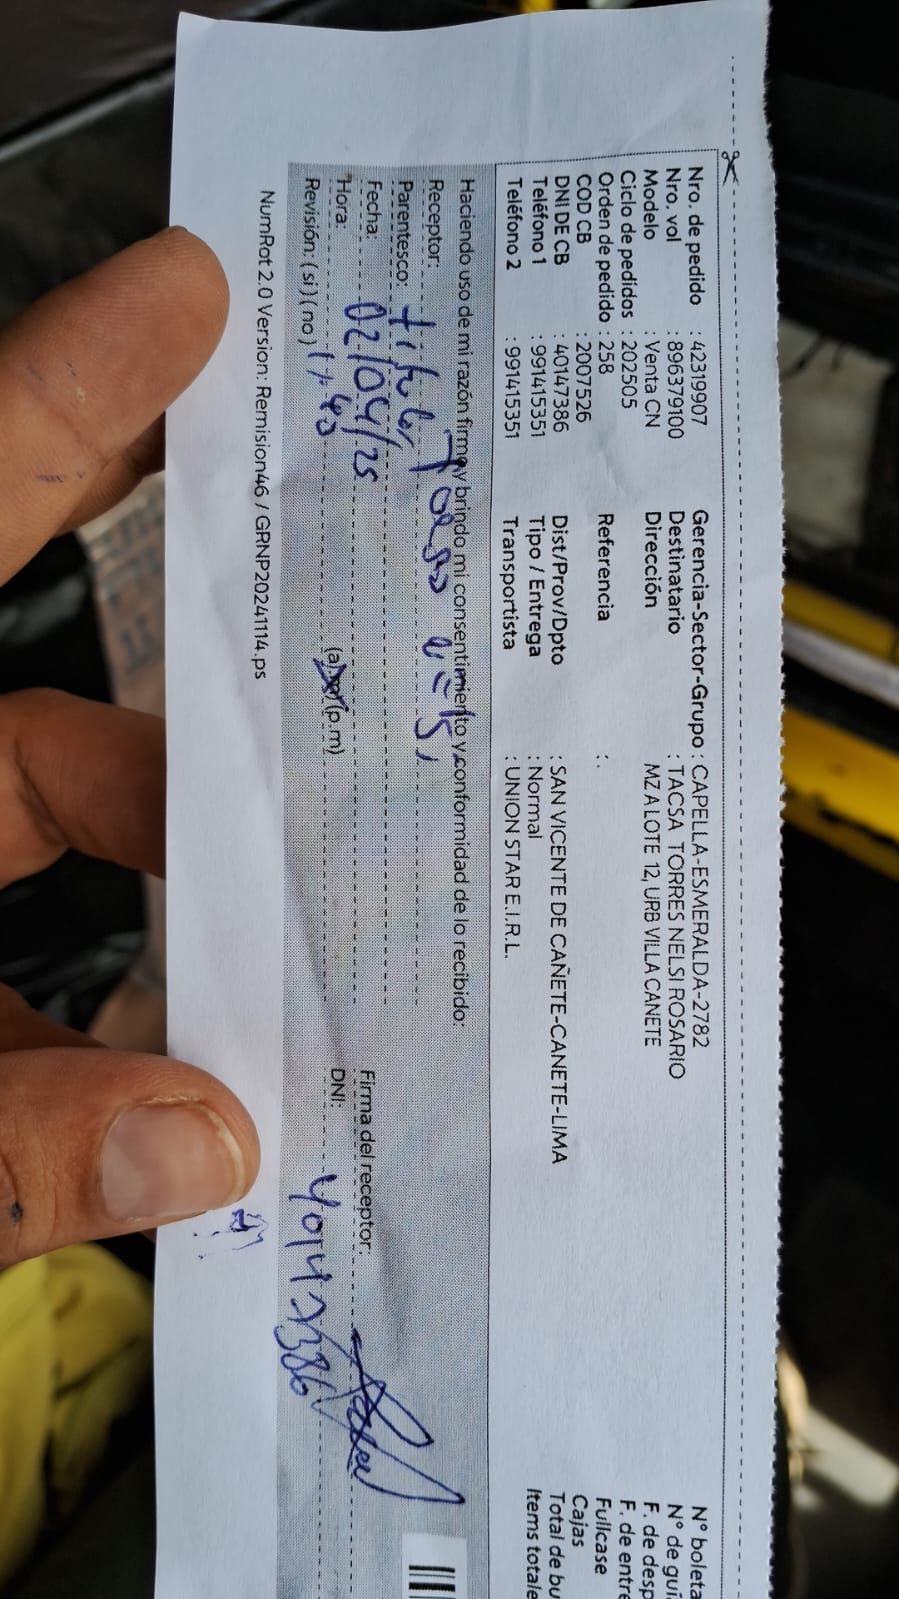 Nro. de pedido : 42319907 Gerencia-Sector-Grupo : CAPELLA-ESMERALDA-2782 N° boleta
Nro. vol : 896379100 Destinatario : TACSA TORRES NELSI ROSARIO N° de guí
Modelo : Venta CN Dirección MZ A LOTE 12, URB VILLA CANETE F. de desp
Ciclo de pedidos : 202505 F. de entre
Orden de pedido : 258 Referencia : . Fullcase
COD CB : 2007526 Cajas
DNI DE CB : 40147386 Dist/Prov/Dpto : SAN VICENTE DE CAÑETE-CANETE-LIMA Total de bu
Teléfono 1 : 991415351 Tipo / Entrega : Normal Items totale
Teléfono 2 : 991415351 Transportista : UNION STAR E.I.R.L.
Haciendo uso de mi razón firmo y brindo mi consentimiento y conformidad de lo recibido:
Receptor:
Parentesco: titular
Fecha: 02/04/25 Firma del receptor:
Hora: 17:40 (p.m) DNI: 40147386
Revisión: ( si ) ( no )
NumRot 2.0 Version: Remision46 / GRNP20241114.ps